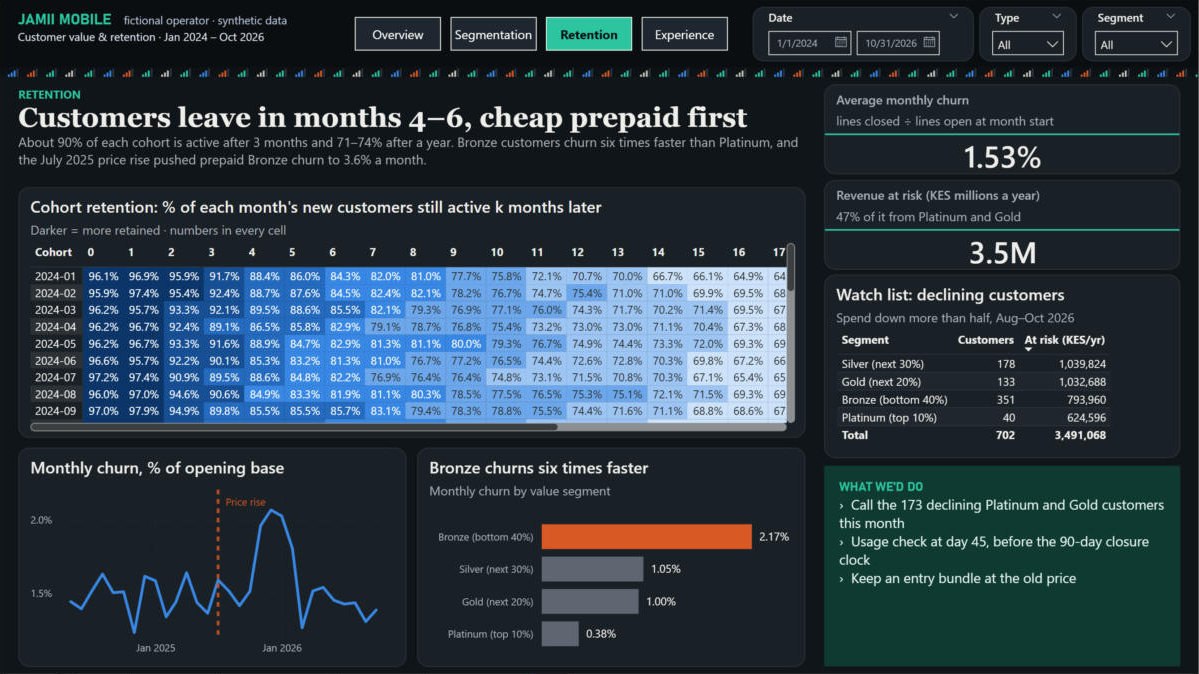 JAMII MOBILE fictional operator · synthetic data
Customer value & retention · Jan 2024 – Oct 2026
Overview
Segmentation
Retention
Experience
Date
1/1/2024
10/31/2026
Type
All
Segment
All
RETENTION
Customers leave in months 4–6, cheap prepaid first
About 90% of each cohort is active after 3 months and 71–74% after a year. Bronze customers churn six times faster than Platinum, and
the July 2025 price rise pushed prepaid Bronze churn to 3.6% a month.
Cohort retention: % of each month's new customers still active k months later
Darker = more retained · numbers in every cell
Cohort 0 1 2 3 4 5 6 7 8 9 10 11 12 13 14 15 16 17
2024-01 96.1% 96.9% 95.9% 91.7% 88.4% 86.0% 84.3% 82.0% 81.0% 77.7% 75.8% 72.1% 70.7% 70.0% 66.7% 66.1% 64.9% 64
2024-02 95.9% 97.4% 95.4% 92.4% 88.7% 87.6% 84.5% 82.4% 82.1% 78.2% 76.7% 74.7% 75.4% 71.0% 71.0% 69.9% 69.5% 68
2024-03 96.2% 95.7% 93.3% 92.1% 89.5% 88.6% 85.5% 82.1% 79.3% 76.9% 77.1% 76.0% 74.3% 71.7% 70.2% 71.4% 69.5% 67
2024-04 96.2% 96.7% 92.4% 89.1% 86.5% 85.8% 82.9% 79.1% 78.7% 76.8% 75.4% 73.2% 73.0% 73.0% 71.1% 70.4% 67.3% 68
2024-05 96.2% 96.7% 93.3% 91.6% 88.9% 84.7% 82.9% 81.3% 81.1% 80.0% 79.3% 76.7% 74.9% 74.4% 73.3% 72.0% 69.3% 69
2024-06 96.6% 95.7% 92.2% 90.1% 85.3% 83.2% 81.3% 81.0% 76.7% 77.2% 76.5% 74.4% 72.6% 72.8% 70.3% 69.8% 67.2% 66
2024-07 97.2% 94.4% 90.9% 89.5% 88.6% 84.8% 82.2% 76.9% 76.4% 76.4% 74.8% 73.1% 71.5% 70.8% 70.3% 67.1% 65.4% 65
2024-08 96.0% 97.0% 94.6% 90.6% 84.9% 83.3% 81.9% 81.1% 80.3% 78.5% 77.5% 76.5% 75.3% 75.1% 72.1% 71.5% 69.3% 69
2024-09 97.0% 97.9% 94.9% 89.8% 85.5% 85.5% 85.7% 83.1% 79.4% 78.3% 78.8% 75.5% 74.4% 71.6% 71.1% 68.8% 68.6% 67
Monthly churn, % of opening base
Price rise
2.0%
1.5%
Jan 2025
Jan 2026
Bronze churns six times faster
Monthly churn by value segment
Bronze (bottom 40%) 2.17%
Silver (next 30%) 1.05%
Gold (next 20%) 1.00%
Platinum (top 10%) 0.38%
Average monthly churn
lines closed ÷ lines open at month start
1.53%
Revenue at risk (KES millions a year)
47% of it from Platinum and Gold
3.5M
Watch list: declining customers
Spend down more than half, Aug–Oct 2026
Segment Customers At risk (KES/yr)
Silver (next 30%) 178 1,039,824
Gold (next 20%) 133 1,032,688
Bronze (bottom 40%) 351 793,960
Platinum (top 10%) 40 624,596
Total 702 3,491,068
WHAT WE'D DO
› Call the 173 declining Platinum and Gold customers
this month
› Usage check at day 45, before the 90-day closure
clock
› Keep an entry bundle at the old price